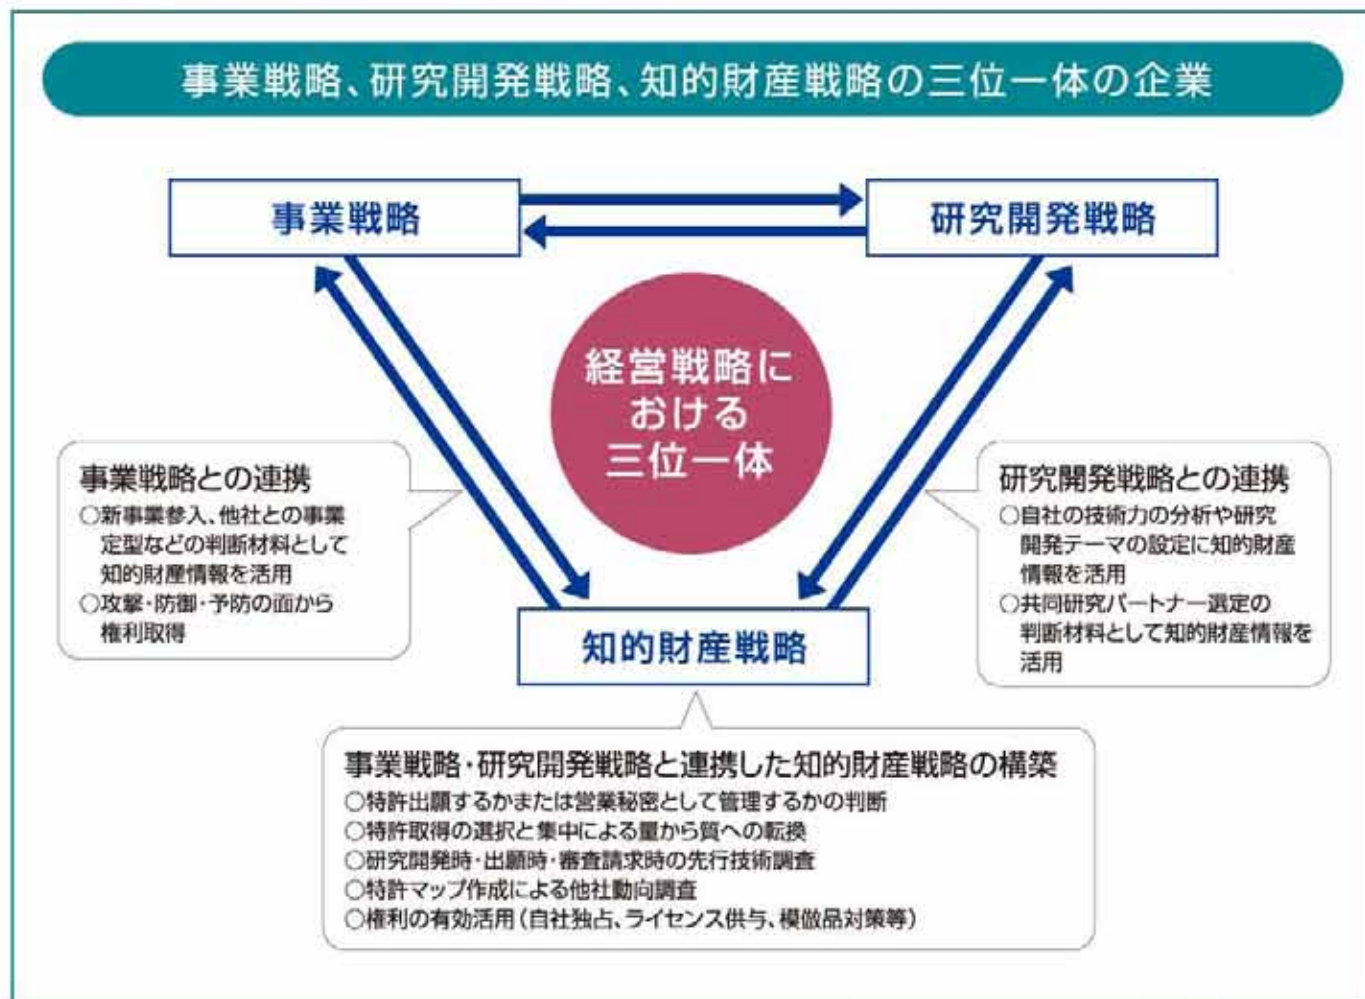 事業戦略、研究開発戦略、知的財産戦略の三位一体の企業
事業戦略
研究開発戦略
経営戦略に
おける
三位一体
事業戦略との連携
○新事業参入、他社との事業
定型などの判断材料として
知的財産情報を活用
○攻撃・防御・予防の面から
権利取得
研究開発戦略との連携
○自社の技術力の分析や研究
開発テーマの設定に知的財産
情報を活用
○共同研究パートナー選定の
判断材料として知的財産情報を
活用
知的財産戦略
事業戦略・研究開発戦略と連携した知的財産戦略の構築
○特許出願するかまたは営業秘密として管理するかの判断
○特許取得の選択と集中による量から質への転換
○研究開発時・出願時・審査請求時の先行技術調査
○特許マップ作成による他社動向調査
○権利の有効活用（自社独占、ライセンス供与、模倣品対策等）